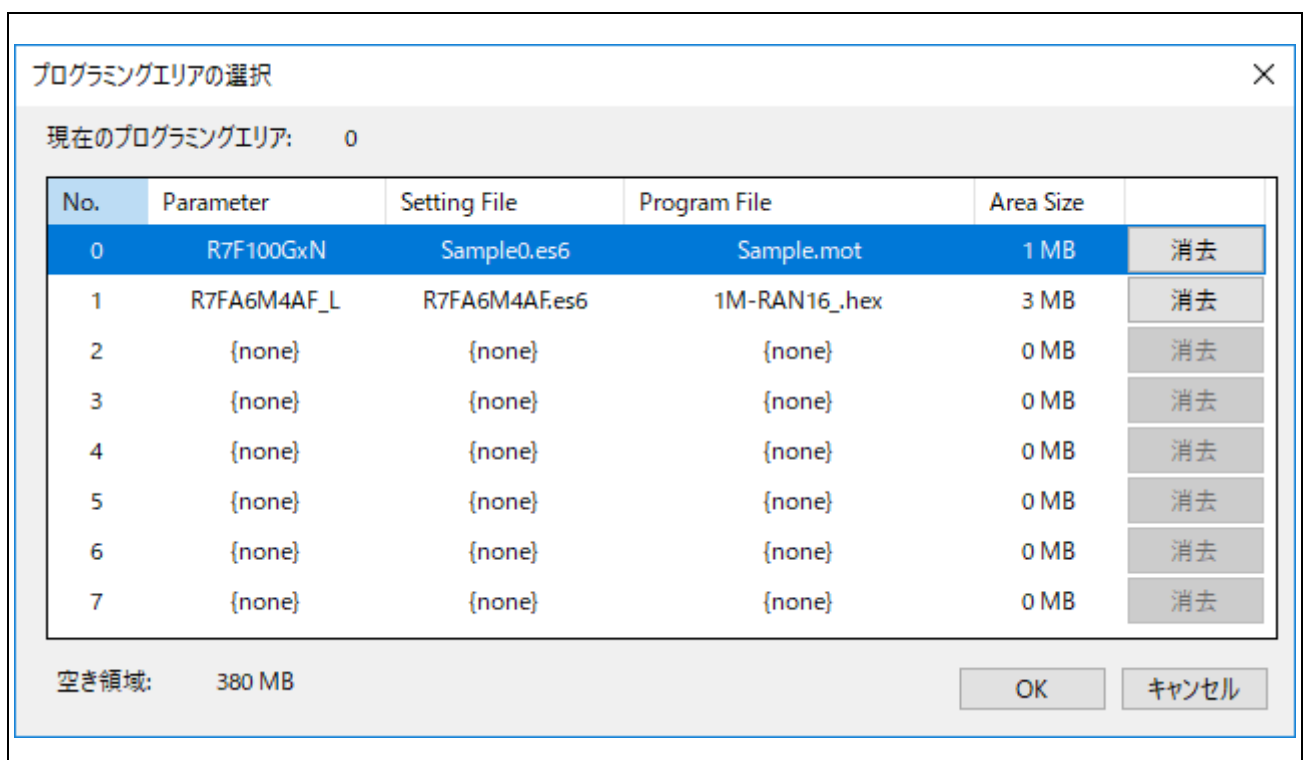 プログラミングエリアの選択
現在のプログラミングエリア: 0
No. Parameter Setting File Program File Area Size
0 R7F100GxN Sample0.es6 Sample.mot 1 MB 消去
1 R7FA6M4AF_L R7FA6M4AF.es6 1M-RAN16_.hex 3 MB 消去
2 {none} {none} {none} 0 MB 消去
3 {none} {none} {none} 0 MB 消去
4 {none} {none} {none} 0 MB 消去
5 {none} {none} {none} 0 MB 消去
6 {none} {none} {none} 0 MB 消去
7 {none} {none} {none} 0 MB 消去
空き領域: 380 MB OK キャンセル